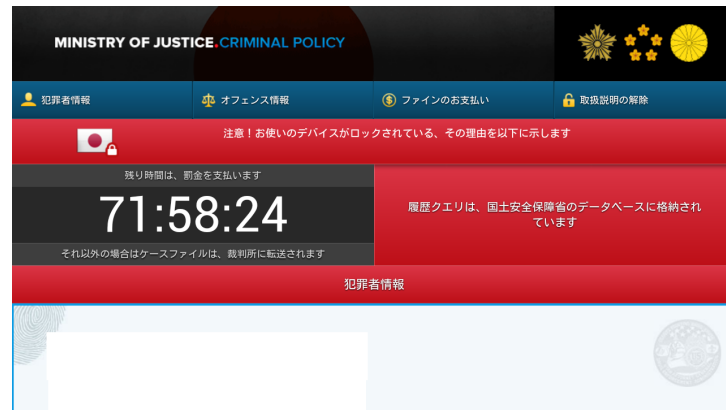 MINISTRY OF JUSTICE.CRIMINAL POLICY
犯罪者情報
オフェンス情報
ファインのお支払い
取扱説明の解除
注意！お使いのデバイスがロックされている、その理由を以下に示します
残り時間は、罰金を支払います
71:58:24
それ以外の場合はケースファイルは、裁判所に転送されます
履歴クエリは、国土安全保障省のデータベースに格納され
ています
犯罪者情報